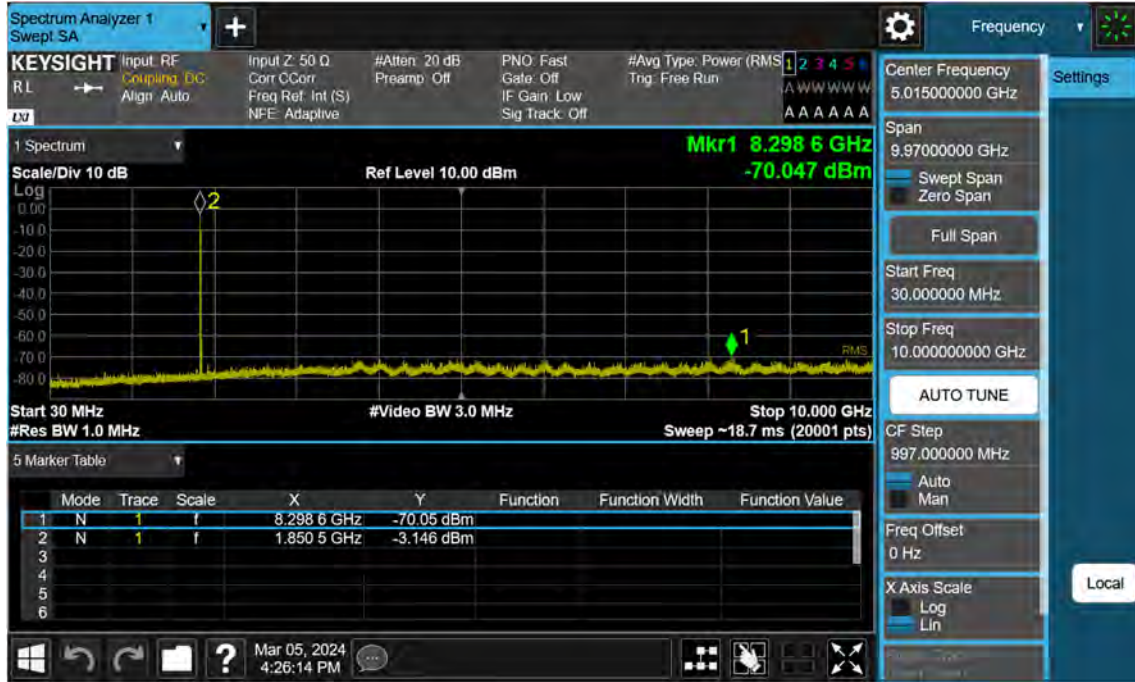 Spectrum Analyzer 1
Swept SA
Frequency
KEYSIGHT
Input: RF
Input Z: 50 Ω
#Atten: 20 dB
PNO: Fast
#Avg Type: Power (RMS
1 2 3 4 5 6
RL
Coupling: DC
Corr CCorr
Preamp: Off
Gate: Off
Trig: Free Run
A W W W W W
Align: Auto
Freq Ref: Int (S)
IF Gain: Low
LXI
NFE: Adaptive
Sig Track: Off
A A A A A A
Center Frequency
5.015000000 GHz
Settings
1 Spectrum
Mkr1 8.298 6 GHz
Scale/Div 10 dB
Ref Level 10.00 dBm
-70.047 dBm
Log
0.00
-10.0
-20.0
-30.0
-40.0
-50.0
-60.0
-70.0
-80.0
2
1
RMS
Start 30 MHz
#Video BW 3.0 MHz
Stop 10.000 GHz
#Res BW 1.0 MHz
Sweep ~18.7 ms (20001 pts)
Span
9.97000000 GHz
Swept Span
Zero Span
Full Span
Start Freq
30.000000 MHz
Stop Freq
10.000000000 GHz
AUTO TUNE
CF Step
997.000000 MHz
Auto
Man
Freq Offset
0 Hz
X Axis Scale
Log
Lin
Local
5 Marker Table
Mode Trace Scale X Y Function Function Width Function Value
1 N 1 f 8.298 6 GHz -70.05 dBm
2 N 1 f 1.850 5 GHz -3.146 dBm
3
4
5
6
?
Mar 05, 2024
4:26:14 PM